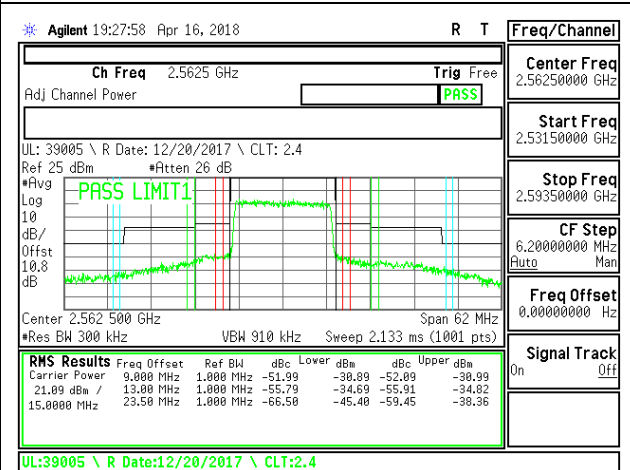 Agilent 19:27:58 Apr 16, 2018 R T
Freq/Channel
Ch Freq 2.5625 GHz Trig Free
Adj Channel Power PASS
UL: 39005 \ R Date: 12/20/2017 \ CLT: 2.4
Ref 25 dBm #Atten 26 dB
#Avg
Log
10
dB/
Offst
10.8
dB
PASS LIMIT1
Center 2.562 500 GHz Span 62 MHz
#Res BW 300 kHz VBW 910 kHz Sweep 2.133 ms (1001 pts)
RMS Results Freq Offset Ref BW dBc Lower dBm dBc Upper dBm
Carrier Power 9.000 MHz 1.000 MHz -51.99 -30.89 -52.09 -30.99
21.09 dBm / 13.00 MHz 1.000 MHz -55.79 -34.69 -55.91 -34.82
15.0000 MHz 23.50 MHz 1.000 MHz -66.50 -45.40 -59.45 -38.36
UL:39005 \ R Date:12/20/2017 \ CLT:2.4
Center Freq
2.56250000 GHz
Start Freq
2.53150000 GHz
Stop Freq
2.59350000 GHz
CF Step
6.20000000 MHz
Auto Man
Freq Offset
0.00000000 Hz
Signal Track
On Off